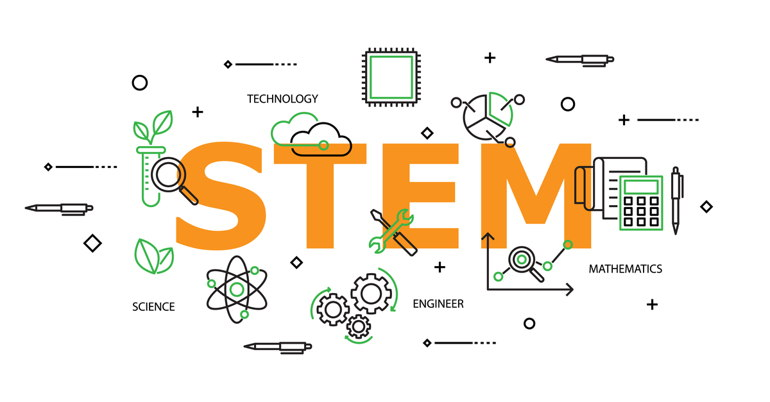 TECHNOLOGY
STEM
MATHEMATICS
SCIENCE
ENGINEER